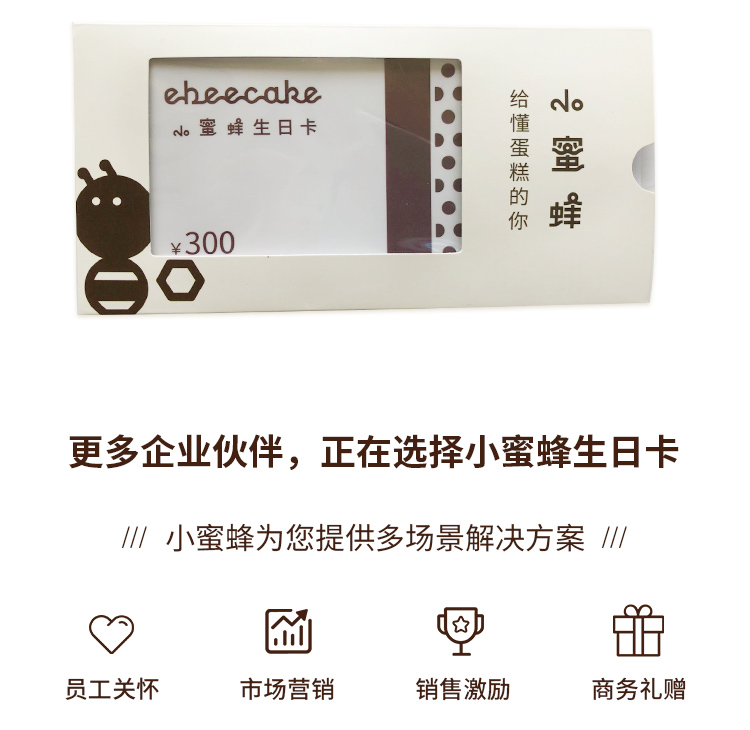 ebeecake
小蜜蜂生日卡
¥300
给懂蛋糕的你
小蜜蜂
更多企业伙伴，正在选择小蜜蜂生日卡
/// 小蜜蜂为您提供多场景解决方案 ///
员工关怀
市场营销
销售激励
商务礼赠